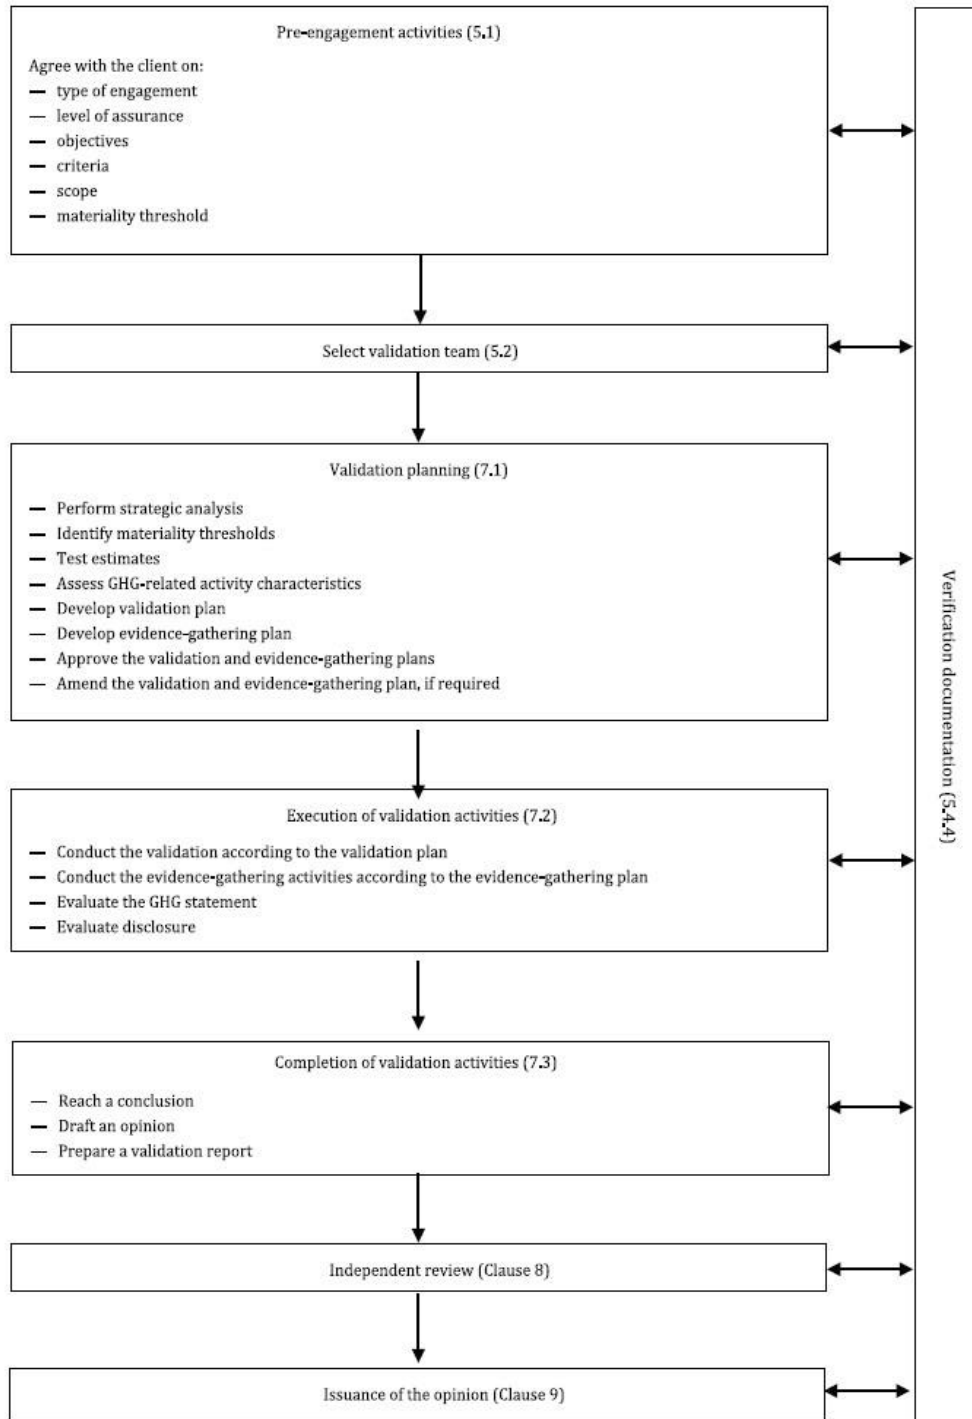 Pre-engagement activities (5.1)
Agree with the client on:
— type of engagement
— level of assurance
— objectives
— criteria
— scope
— materiality threshold
Select validation team (5.2)
Validation planning (7.1)
— Perform strategic analysis
— Identify materiality thresholds
— Test estimates
— Assess GHG-related activity characteristics
— Develop validation plan
— Develop evidence-gathering plan
— Approve the validation and evidence-gathering plans
— Amend the validation and evidence-gathering plan, if required
Execution of validation activities (7.2)
— Conduct the validation according to the validation plan
— Conduct the evidence-gathering activities according to the evidence-gathering plan
— Evaluate the GHG statement
— Evaluate disclosure
Completion of validation activities (7.3)
— Reach a conclusion
— Draft an opinion
— Prepare a validation report
Independent review (Clause 8)
Issuance of the opinion (Clause 9)
Verification documentation (5.4.4)